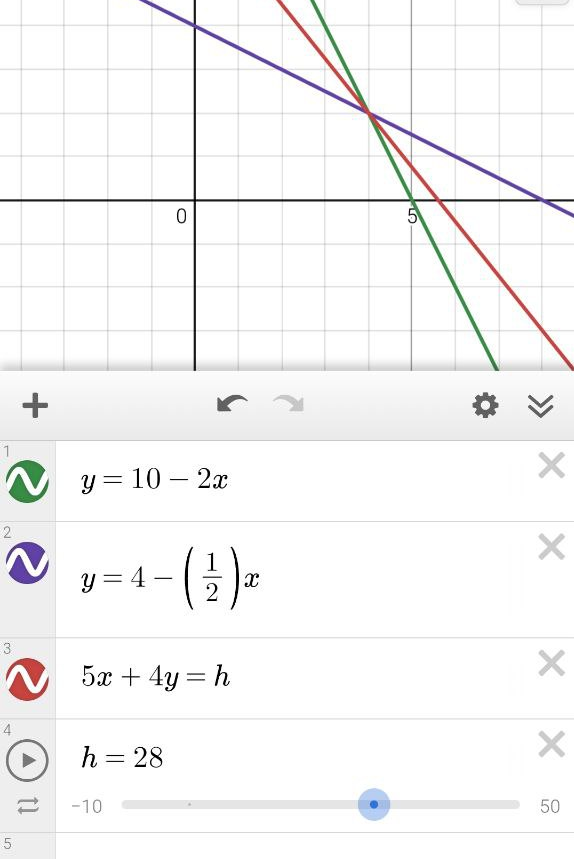 0
5
1
y = 10 − 2x
2
y = 4 − (1/2)x
3
5x + 4y = h
4
h = 28
−10 50
5